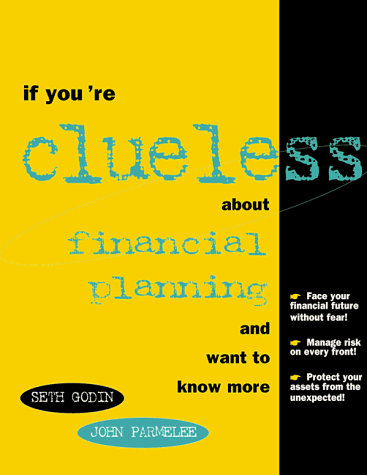 if you're
clueless
about
financial
planning
and
want to
know more
Face your
financial future
without fear!
Manage risk
on every front!
Protect your
assets from the
unexpected!
SETH GODIN
JOHN PARMELEE